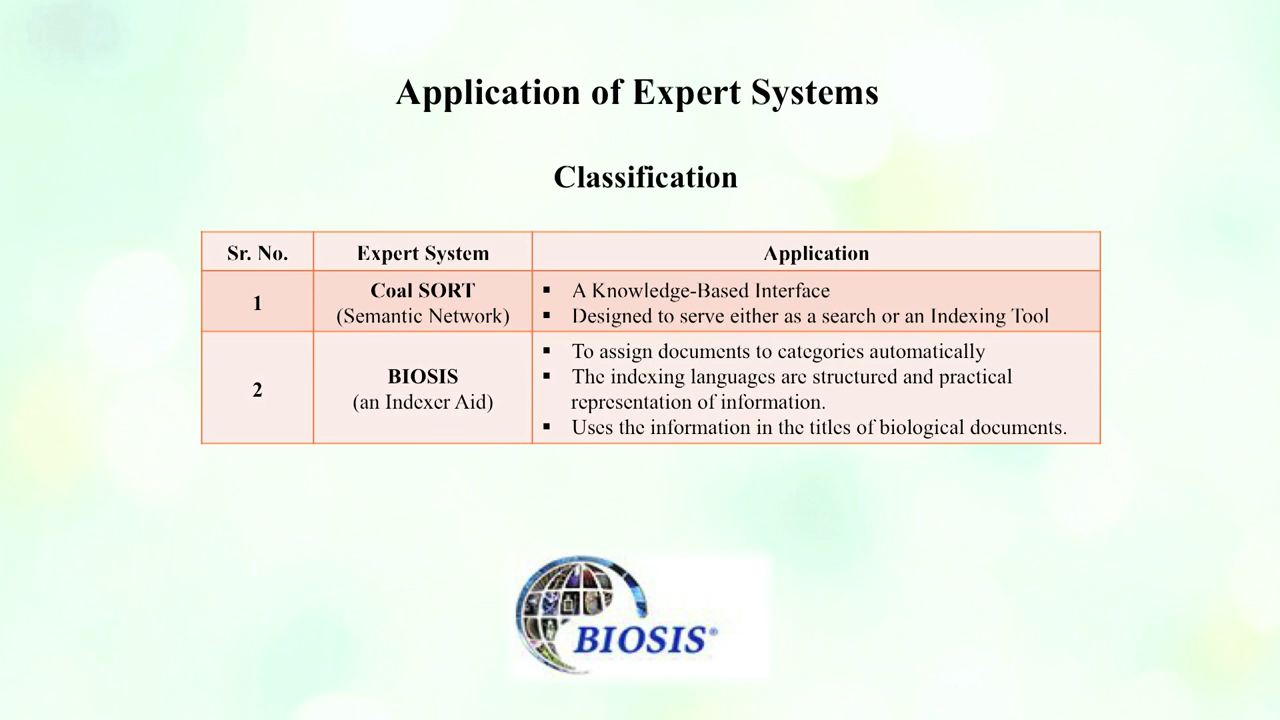 Application of Expert Systems
Classification
Sr. No. Expert System Application
1
Coal SORT
(Semantic Network)
▪ A Knowledge-Based Interface
▪ Designed to serve either as a search or an Indexing Tool
2
BIOSIS
(an Indexer Aid)
▪ To assign documents to categories automatically
▪ The indexing languages are structured and practical
representation of information.
▪ Uses the information in the titles of biological documents.
BIOSIS®